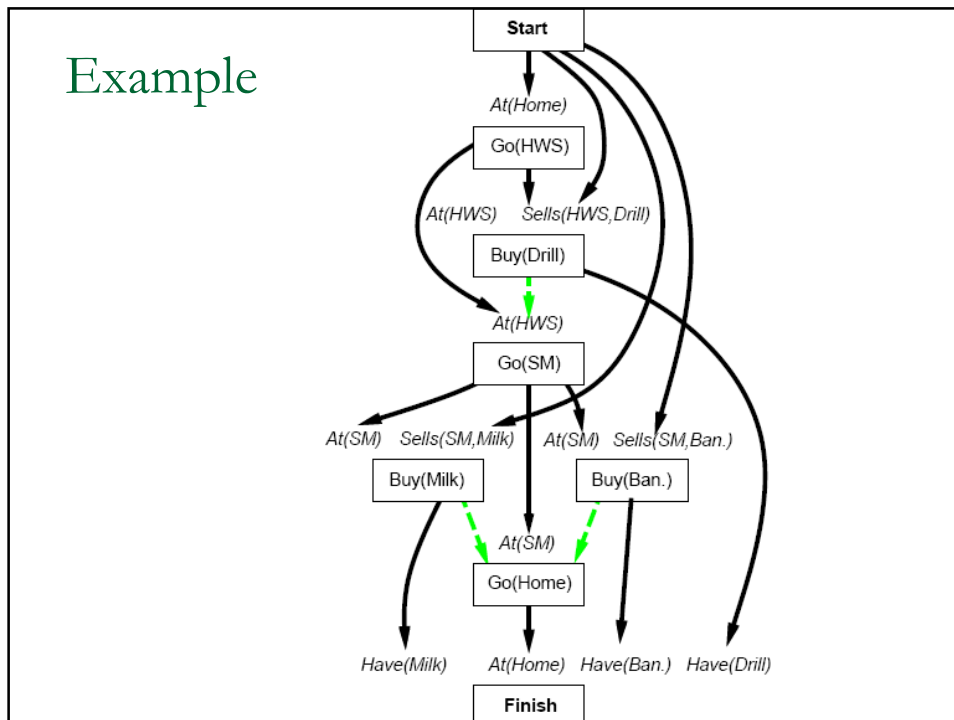 Example
Start
At(Home)
Go(HWS)
At(HWS) Sells(HWS,Drill)
Buy(Drill)
At(HWS)
Go(SM)
At(SM) Sells(SM,Milk) At(SM) Sells(SM,Ban.)
Buy(Milk) Buy(Ban.)
At(SM)
Go(Home)
Have(Milk) At(Home) Have(Ban.) Have(Drill)
Finish